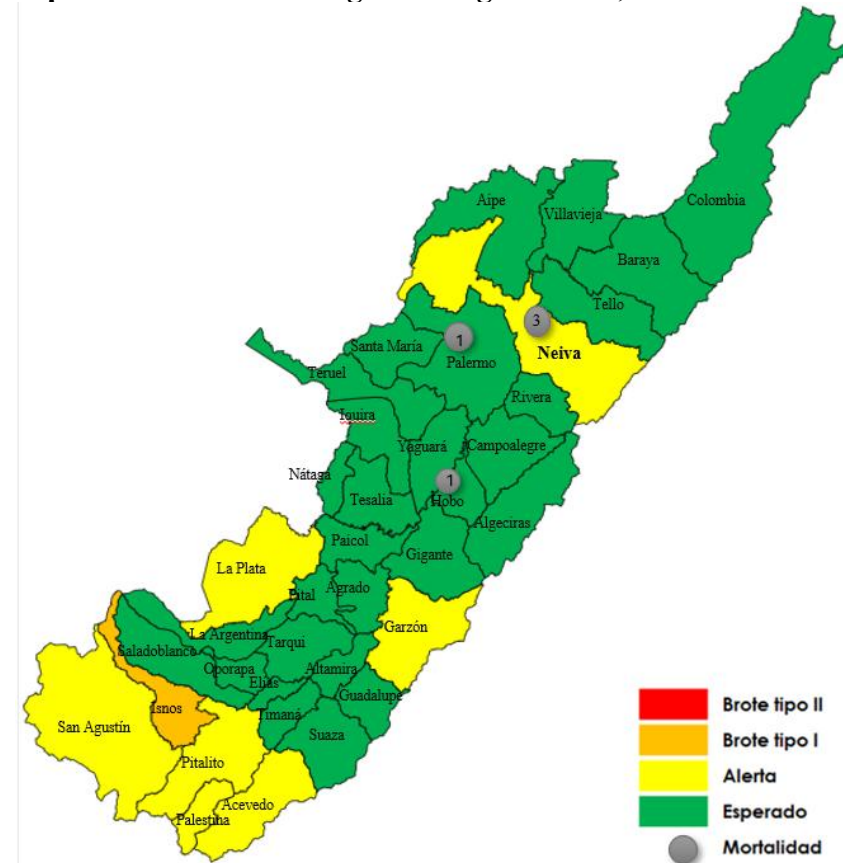 Aipe
Villavieja
Colombia
Baraya
Tello
3
Neiva
1
Santa María
Palermo
Teruel
Rivera
Iquira
Yaguará
Campoalegre
Nátaga
1
Hobo
Tesalia
Algeciras
Paicol
Gigante
La Plata
Pital
Agrado
Garzón
La Argentina
Tarqui
Saladoblanco
Oporapa
Altamira
Elías
Guadalupe
Isnos
Timaná
San Agustín
Suaza
Pitalito
Acevedo
Palestina
Brote tipo II
Brote tipo I
Alerta
Esperado
Mortalidad